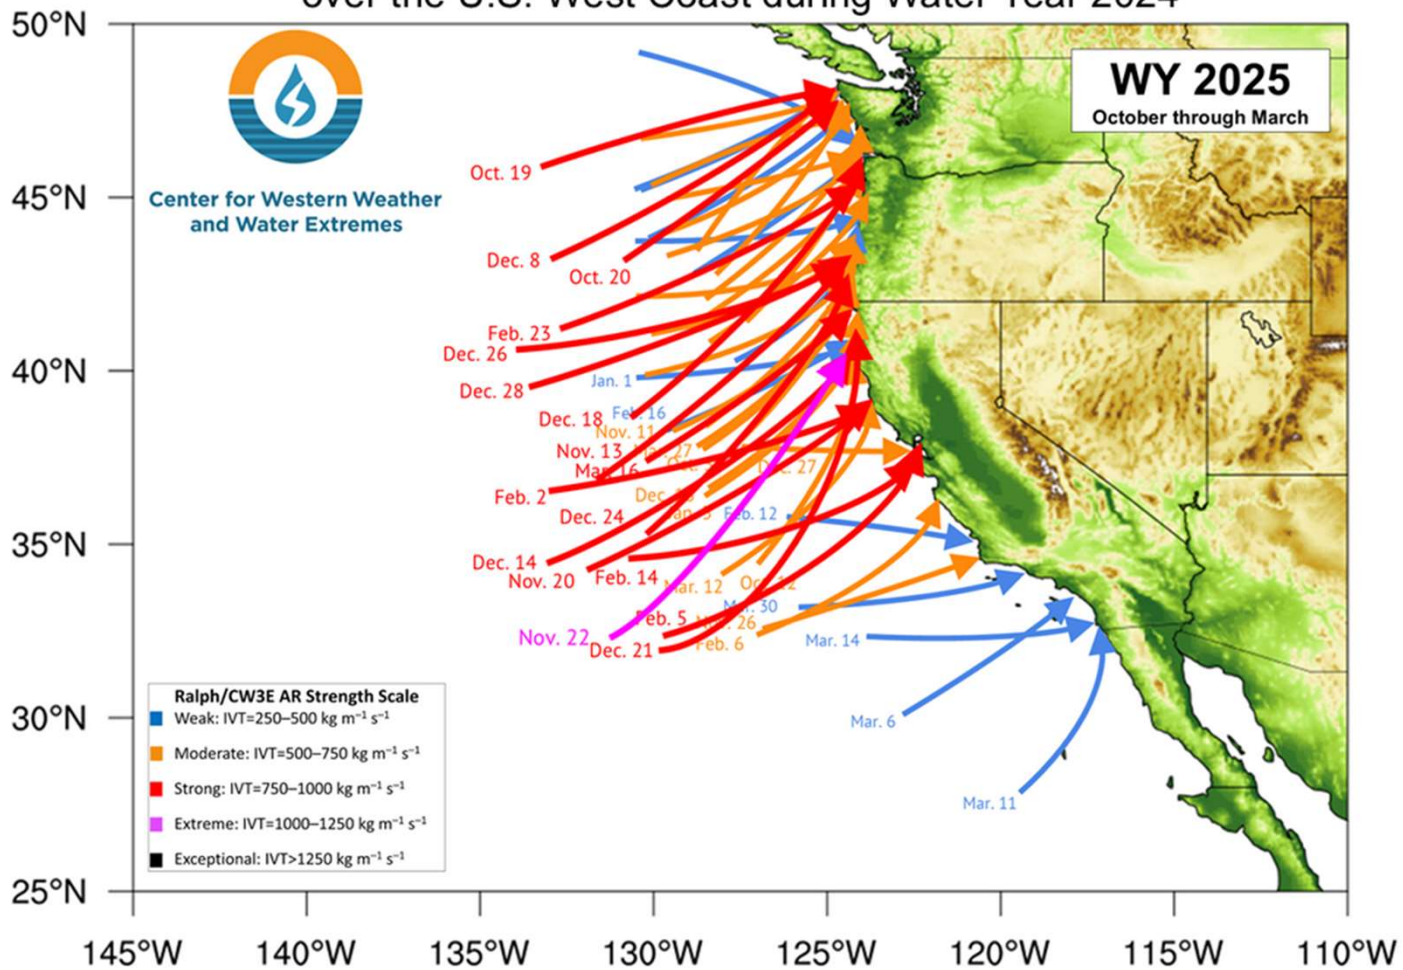 over the U.S. West Coast during Water Year 2024
50°N
WY 2025
October through March
Center for Western Weather
and Water Extremes
Oct. 19
45°N
Dec. 8
Oct. 20
Feb. 23
Dec. 26
40°N
Jan. 1
Dec. 28
Feb. 16
Dec. 18
Nov. 11
Nov. 13
Mar. 27
Dec. 27
Mar. 16
Feb. 2
Dec.
Dec. 24
Feb. 12
35°N
Dec. 14
Nov. 20
Feb. 14
Mar. 12
Mar. 30
Feb. 5
26
Nov. 22
Dec. 21
Feb. 6
Mar. 14
Mar. 6
30°N
Mar. 11
Ralph/CW3E AR Strength Scale
Weak: IVT=250–500 kg m⁻¹ s⁻¹
Moderate: IVT=500–750 kg m⁻¹ s⁻¹
Strong: IVT=750–1000 kg m⁻¹ s⁻¹
Extreme: IVT=1000–1250 kg m⁻¹ s⁻¹
Exceptional: IVT>1250 kg m⁻¹ s⁻¹
25°N
145°W
140°W
135°W
130°W
125°W
120°W
115°W
110°W